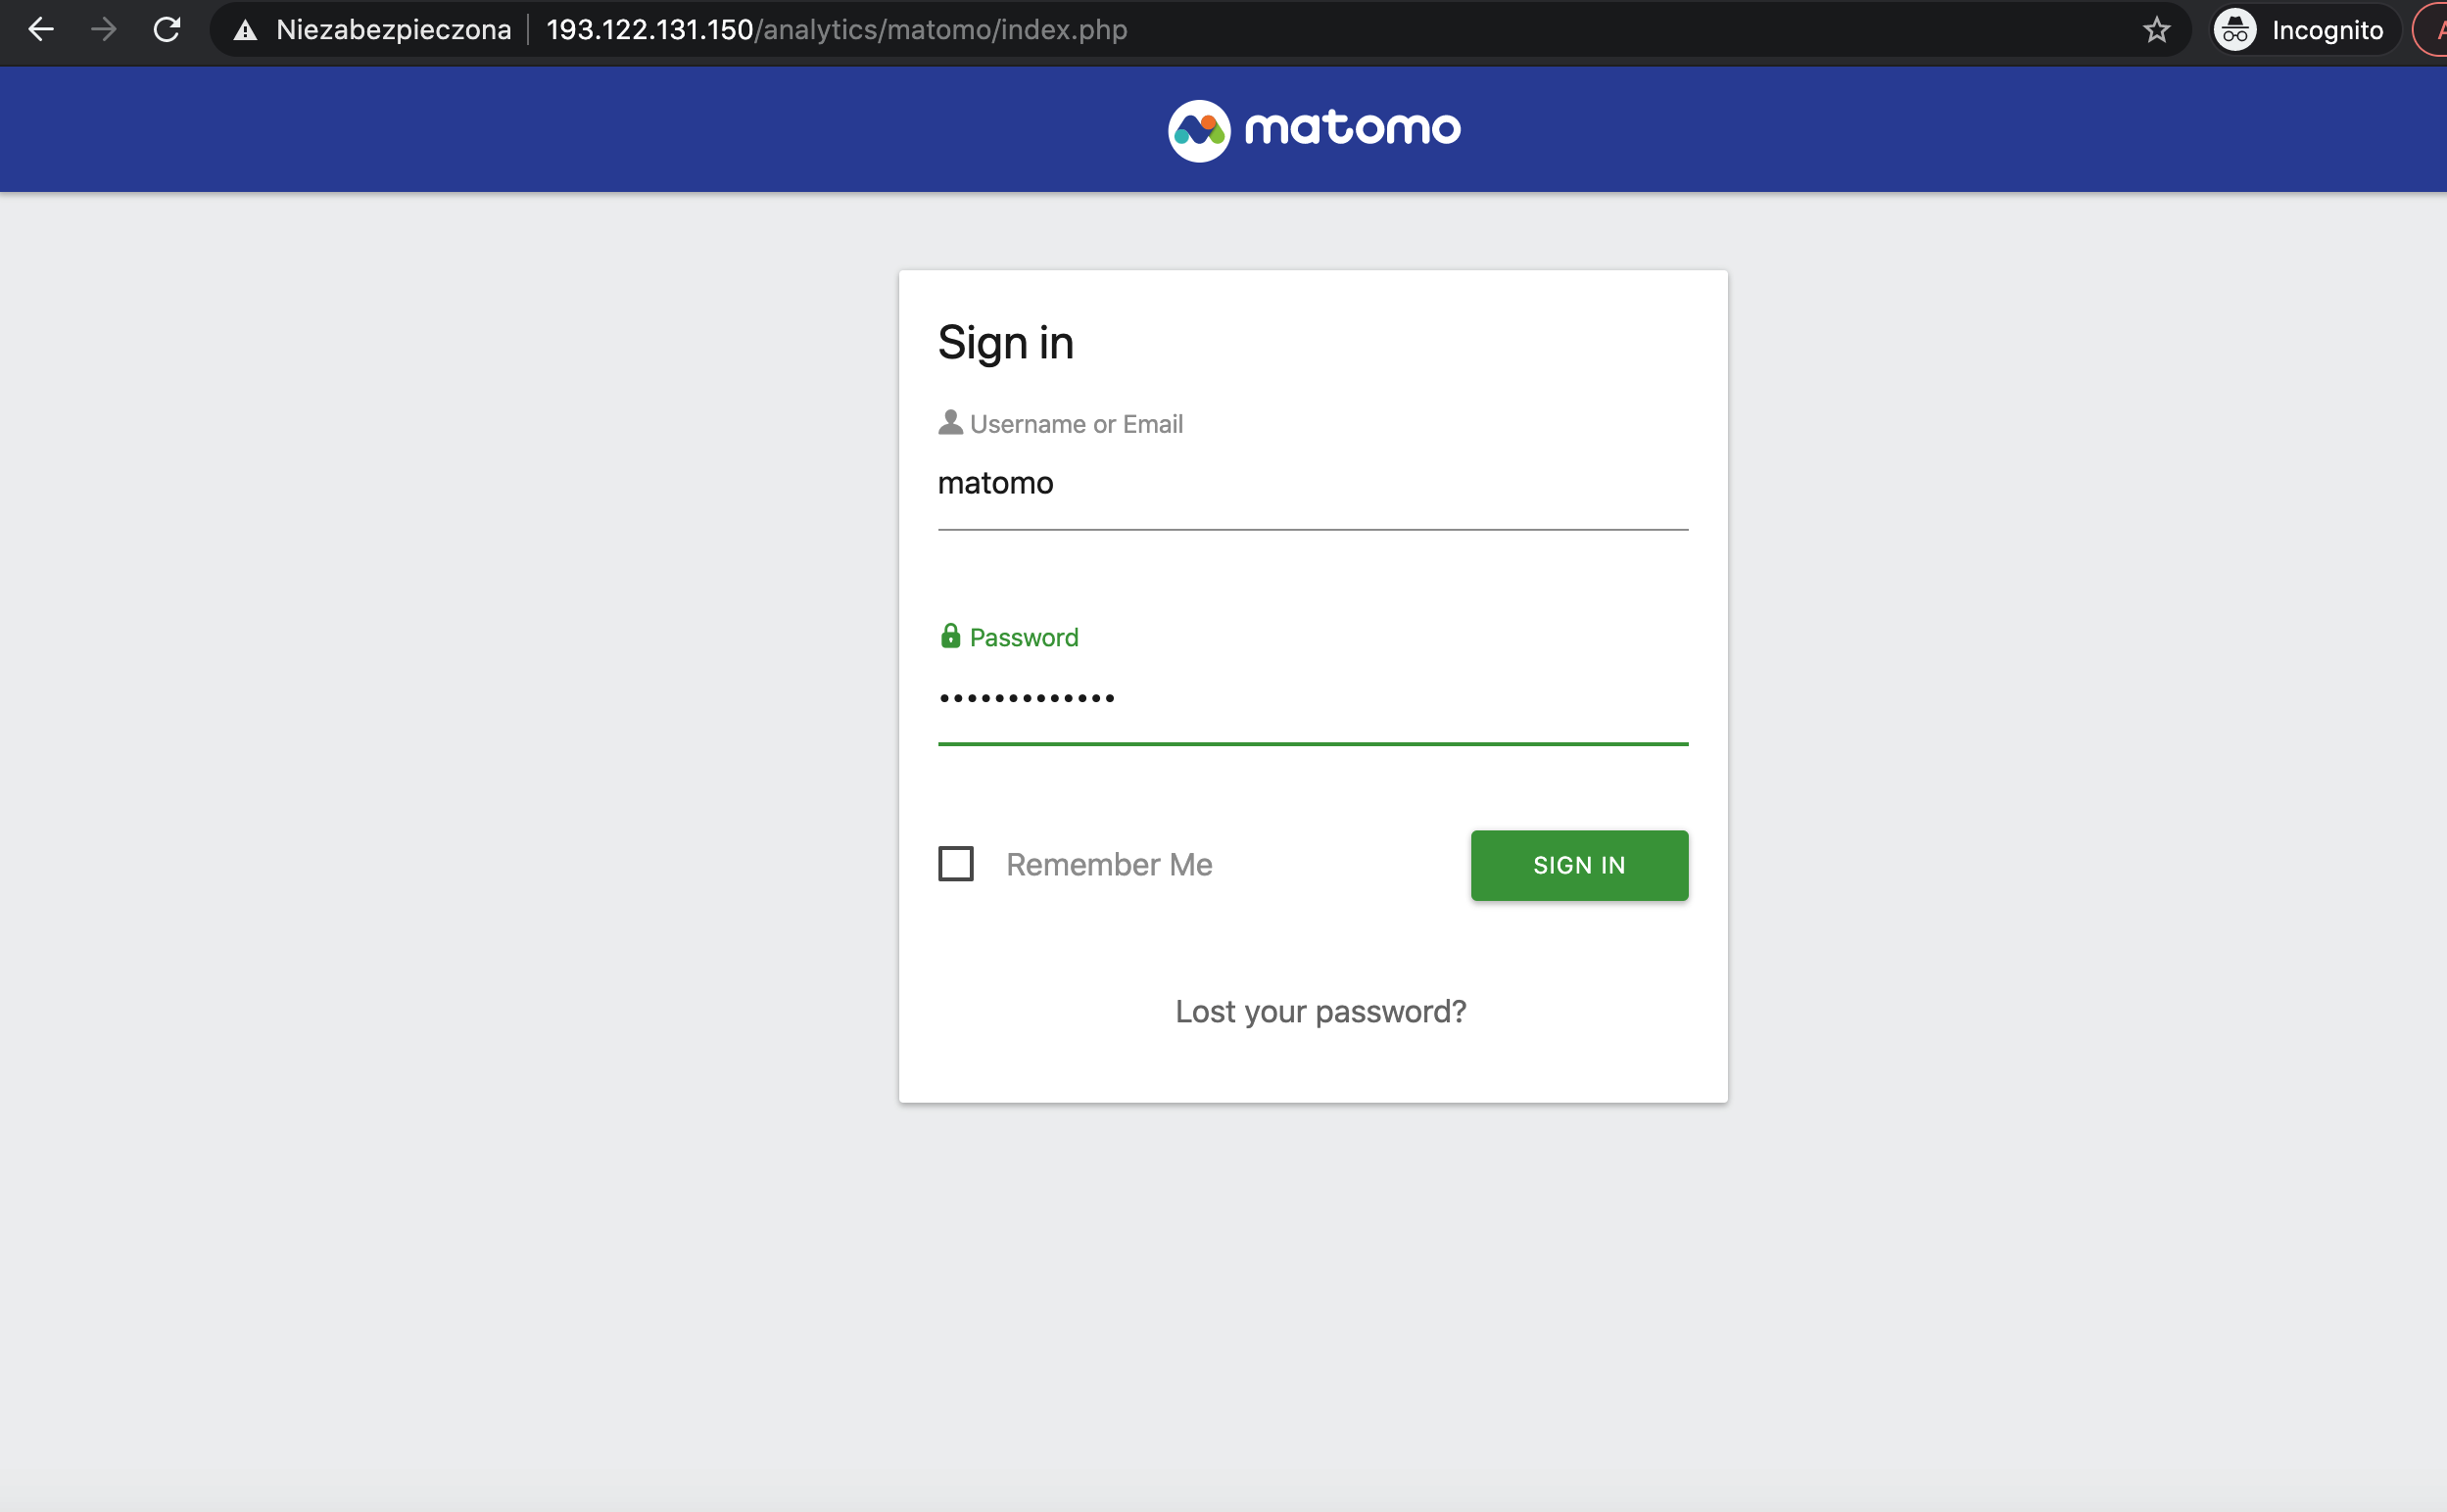 Niezabezpieczona
193.122.131.150/analytics/matomo/index.php
Incognito
matomo
Sign in
Username or Email
matomo
Password
•••••••••••••
Remember Me
SIGN IN
Lost your password?